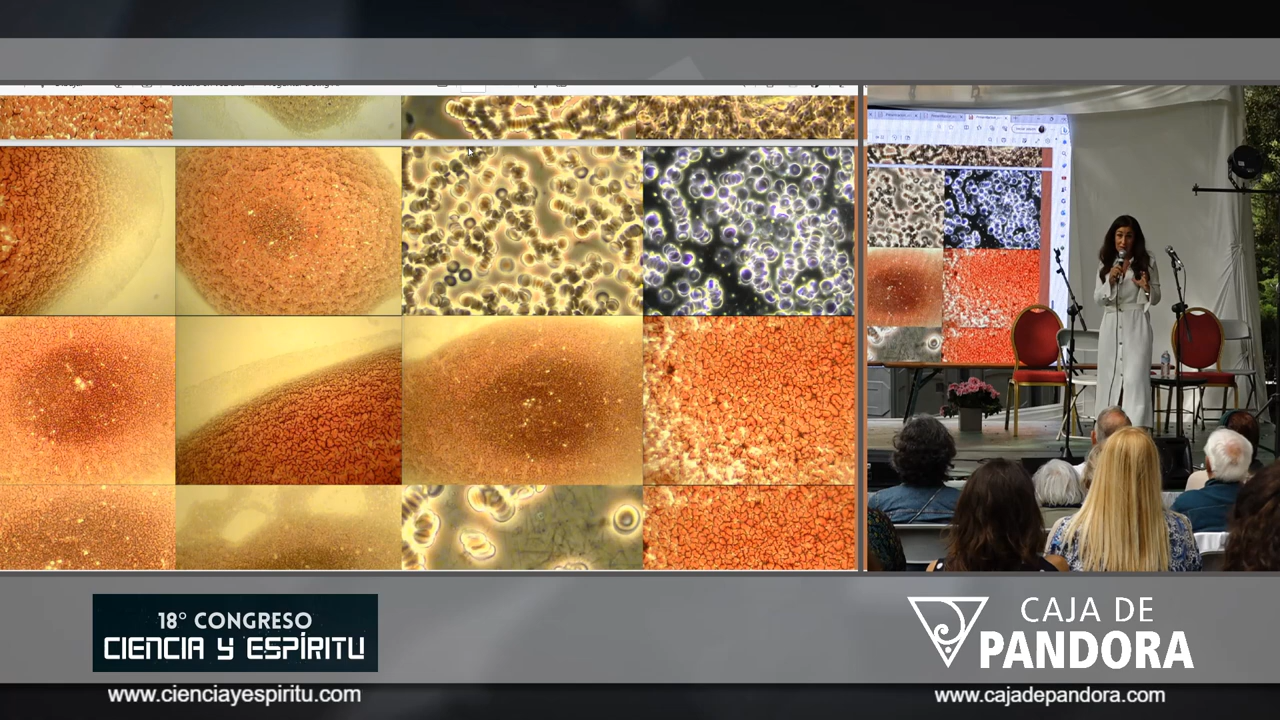 18° CONGRESO
CIENCIA Y ESPÍRITU
www.cienciayespiritu.com
CAJA DE
PANDORA
www.cajadepandora.com